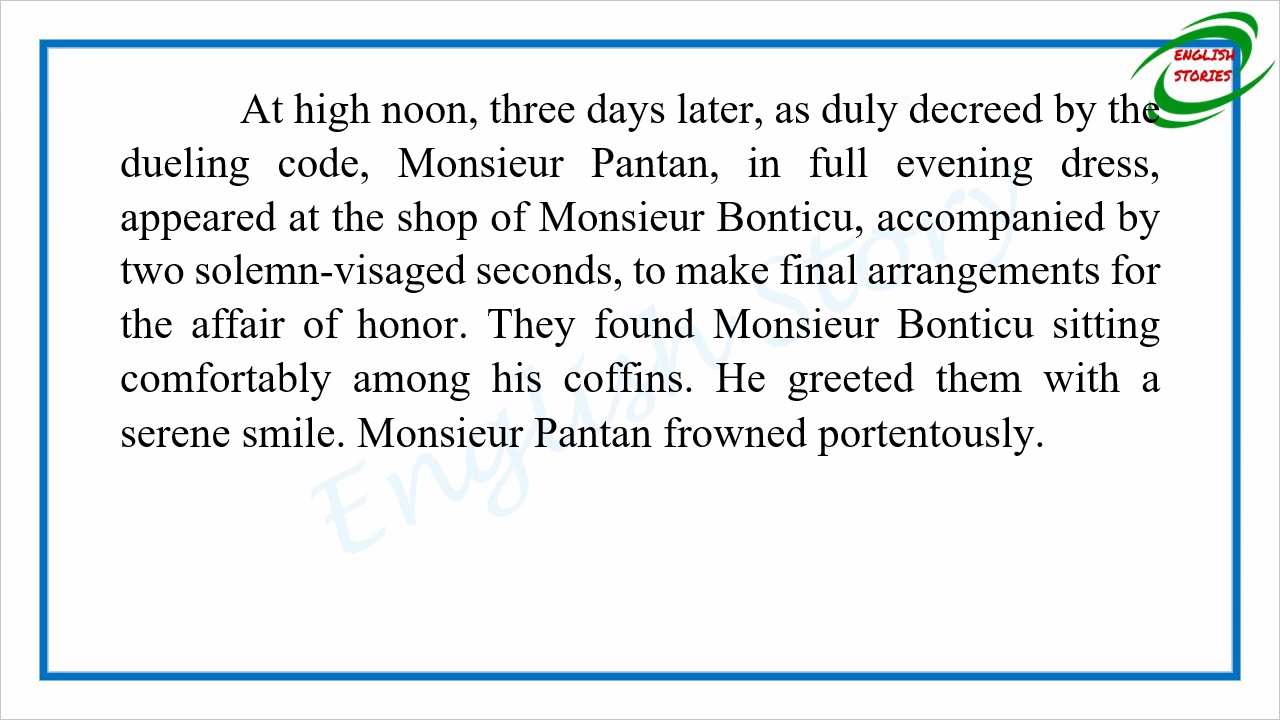 ENGLISH
STORIES
At high noon, three days later, as duly decreed by the
dueling code, Monsieur Pantan, in full evening dress,
appeared at the shop of Monsieur Bonticu, accompanied by
two solemn-visaged seconds, to make final arrangements for
the affair of honor. They found Monsieur Bonticu sitting
comfortably among his coffins. He greeted them with a
serene smile. Monsieur Pantan frowned portentously.
English Story